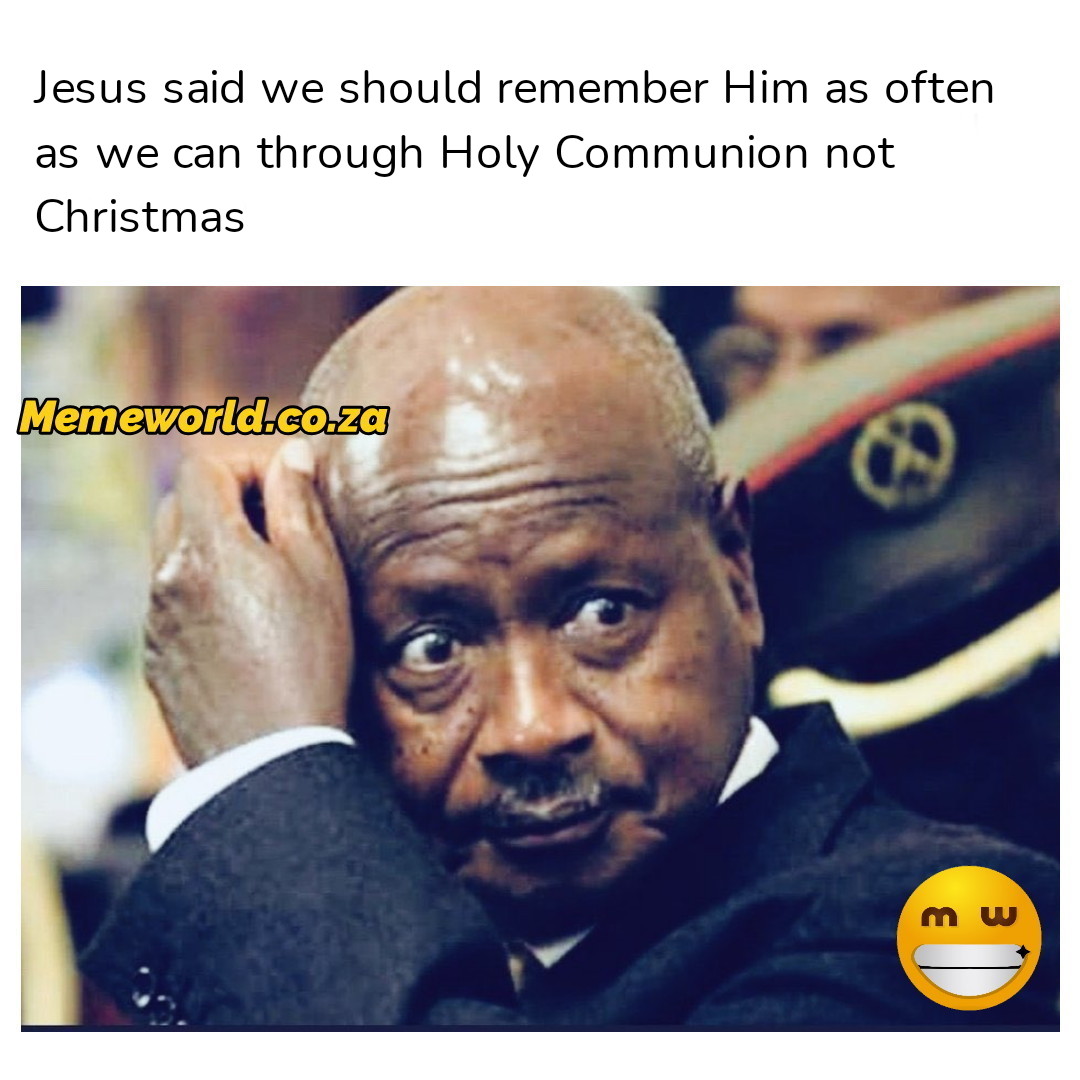 Jesus said we should remember Him as often
as we can through Holy Communion not
Christmas
Memeworld.co.za
m w